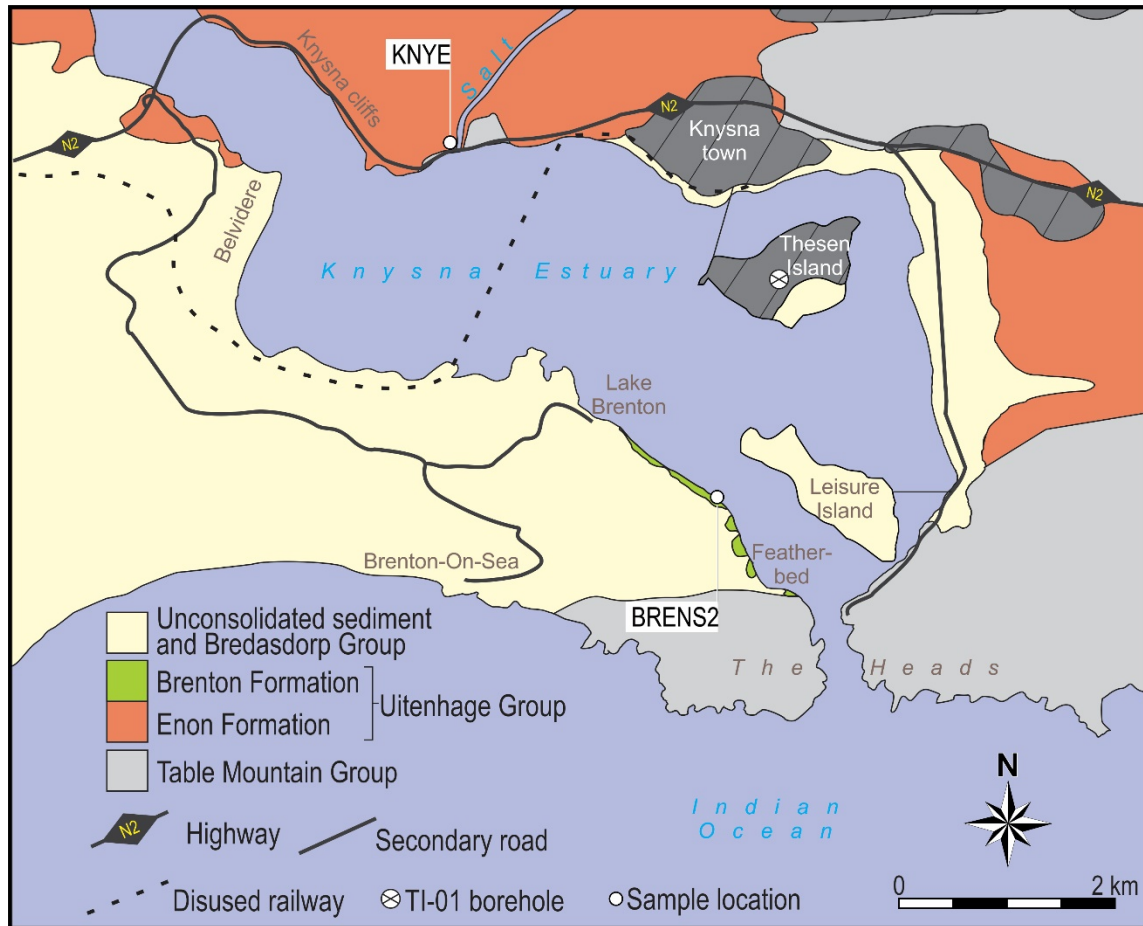 KNYE
Salt
Knysna cliffs
N2
Knysna
town
N2
N2
Belvidere
Thesen
Island
Knysna Estuary
Lake
Brenton
Leisure
Island
Brenton-On-Sea
Feather-
bed
BRENS2
The Heads
Unconsolidated sediment
and Bredasdorp Group
Brenton Formation
Enon Formation
Uitenhage Group
Table Mountain Group
Indian
Ocean
N
N2 Highway
Secondary road
Disused railway
TI-01 borehole
Sample location
0 2 km